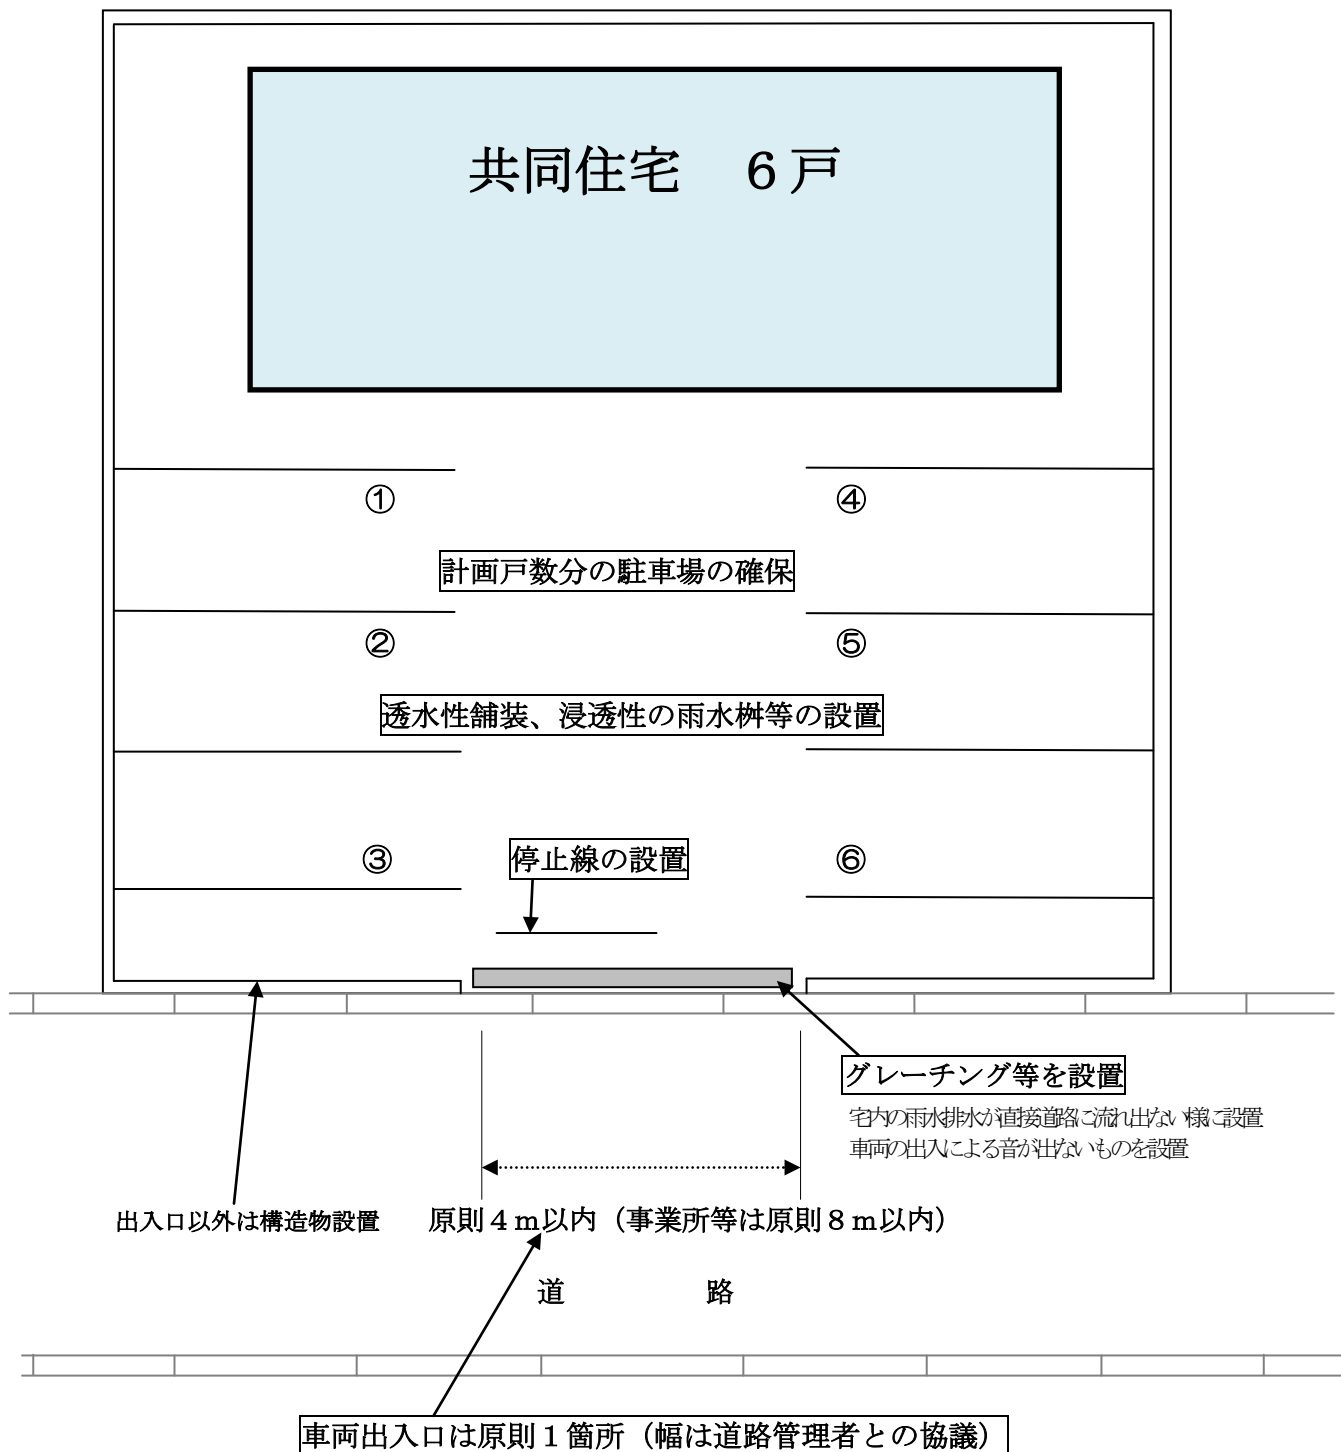 共同住宅　６戸
①
④
計画戸数分の駐車場の確保
②
⑤
透水性舗装、浸透性の雨水桝等の設置
③
停止線の設置
⑥
グレーチング等を設置
宅内の雨水排水が直接道路に流れ出ない様に設置
車両の出入による音が出ないものを設置
出入口以外は構造物設置
原則４ｍ以内（事業所等は原則８ｍ以内）
道　路
車両出入口は原則１箇所（幅は道路管理者との協議）